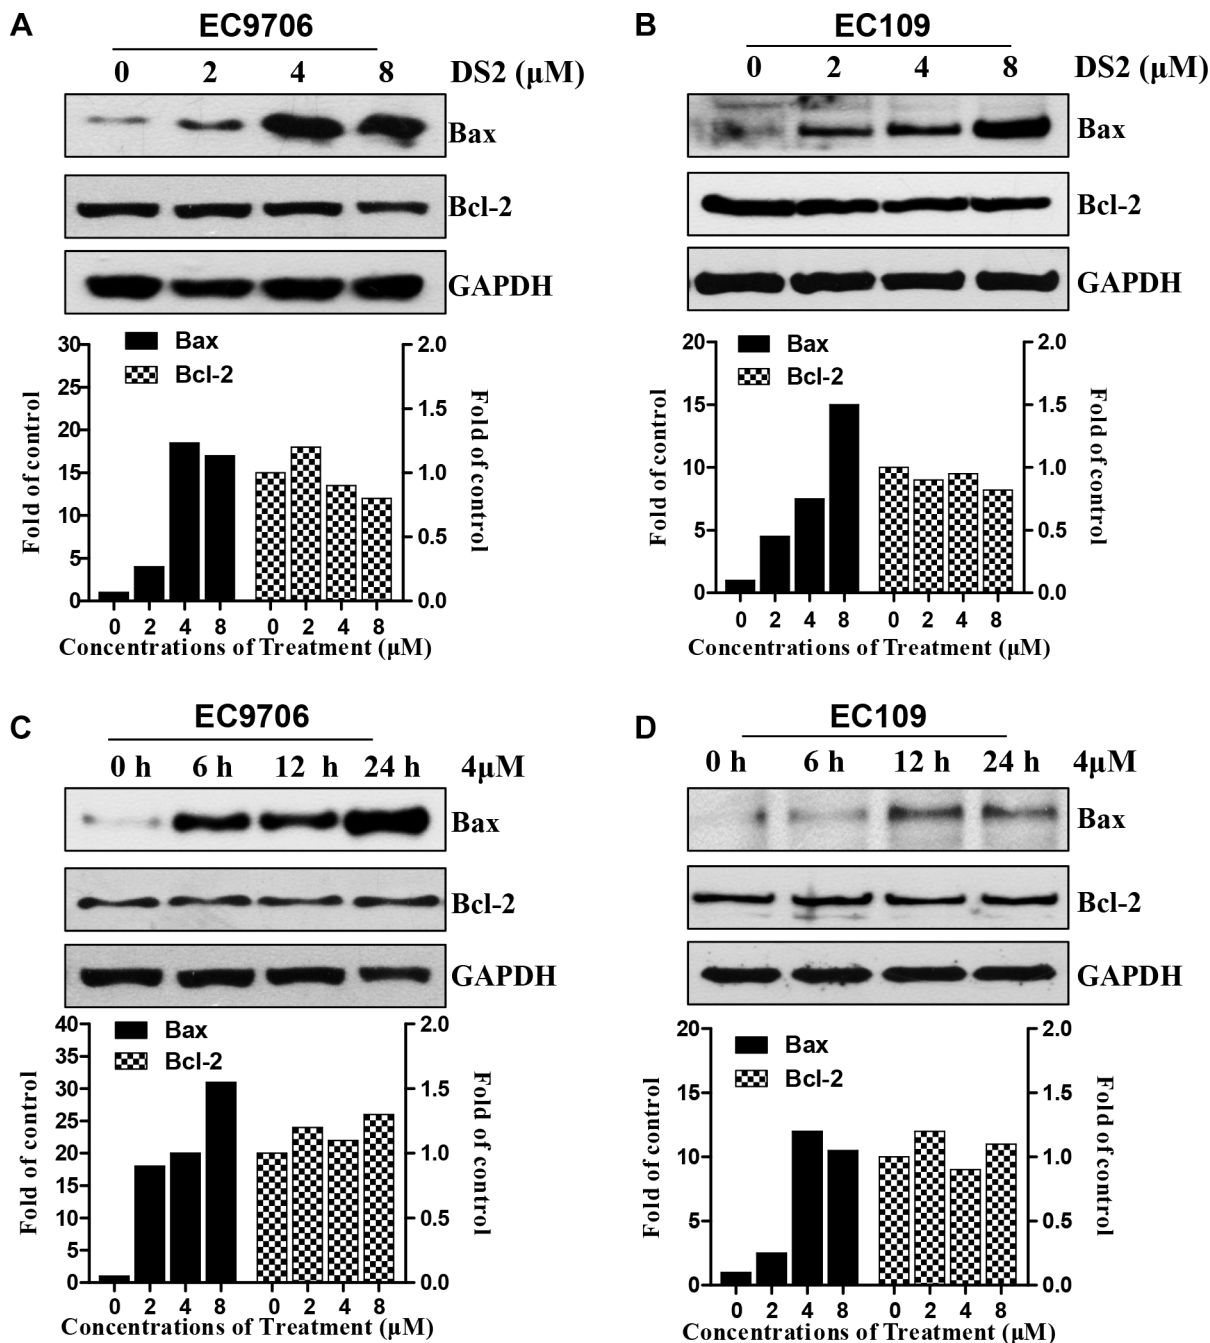 A
EC9706
0 2 4 8 DS2 (μM)
Bax
Bcl-2
GAPDH
Bax
Bcl-2
30
25
20
15
10
5
0
Fold of control
2.0
1.5
1.0
0.5
0.0
Fold of control
0 2 4 8 0 2 4 8
Concentrations of Treatment (μM)
B
EC109
0 2 4 8 DS2 (μM)
Bax
Bcl-2
GAPDH
Bax
Bcl-2
20
15
10
5
0
Fold of control
2.0
1.5
1.0
0.5
0.0
Fold of control
0 2 4 8 0 2 4 8
Concentrations of Treatment (μM)
C
EC9706
0 h 6 h 12 h 24 h 4μM
Bax
Bcl-2
GAPDH
Bax
Bcl-2
40
35
30
25
20
15
10
5
0
Fold of control
2.0
1.5
1.0
0.5
0.0
Fold of control
0 2 4 8 0 2 4 8
Concentrations of Treatment (μM)
D
EC109
0 h 6 h 12 h 24 h 4μM
Bax
Bcl-2
GAPDH
Bax
Bcl-2
20
15
10
5
0
Fold of control
2.0
1.5
1.0
0.5
0.0
Fold of control
0 2 4 8 0 2 4 8
Concentrations of Treatment (μM)